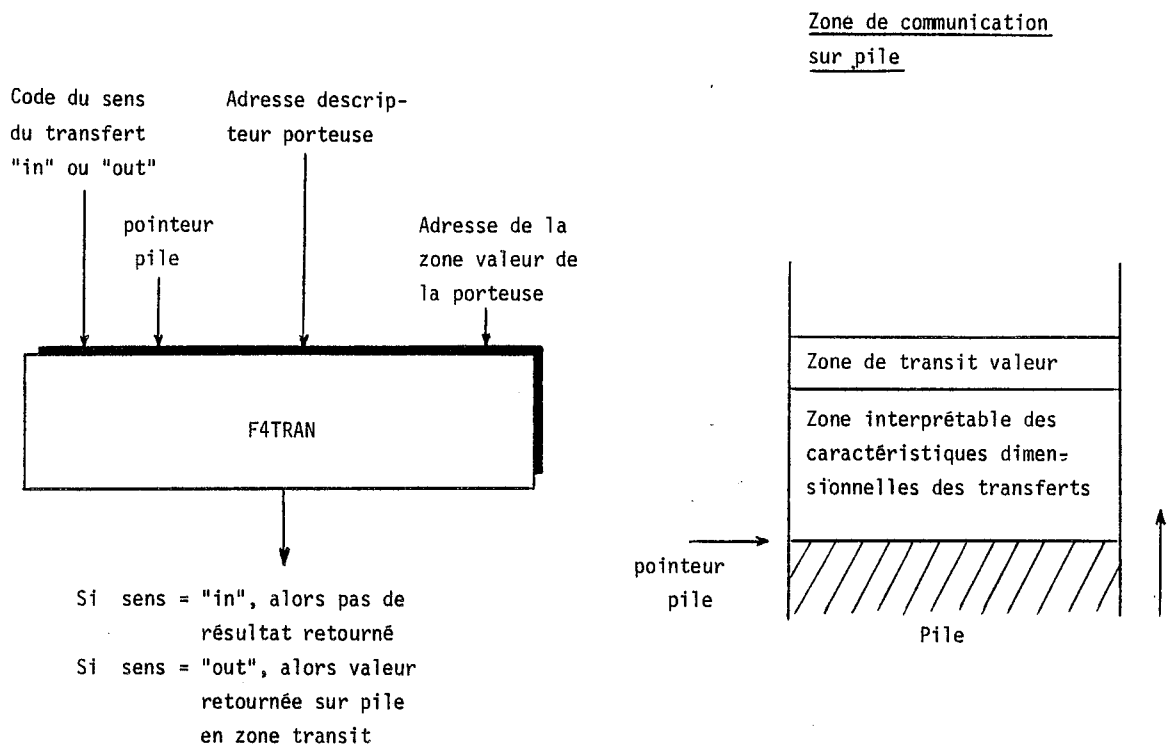 Zone de communication
sur pile
Code du sens
du transfert
"in" ou "out"
Adresse descrip-
teur porteuse
pointeur
pile
Adresse de la
zone valeur de
la porteuse
F4TRAN
Si sens = "in", alors pas de
résultat retourné
Si sens = "out", alors valeur
retournée sur pile
en zone transit
Zone de transit valeur
Zone interprétable des
caractéristiques dimen-
sionnelles des transferts
pointeur
pile
Pile